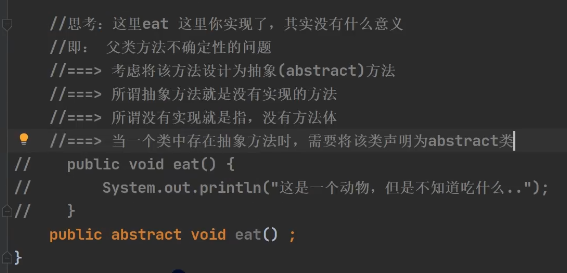 //思考：这里eat 这里你实现了，其实没有什么意义
//即： 父类方法不确定性的问题
//===> 考虑将该方法设计为抽象(abstract)方法
//===> 所谓抽象方法就是没有实现的方法
//===> 所谓没有实现就是指，没有方法体
//===> 当一个类中存在抽象方法时，需要将该类声明为abstract类
//    public void eat() {
//        System.out.println("这是一个动物，但是不知道吃什么..");
//    }
public abstract void eat() ;
}